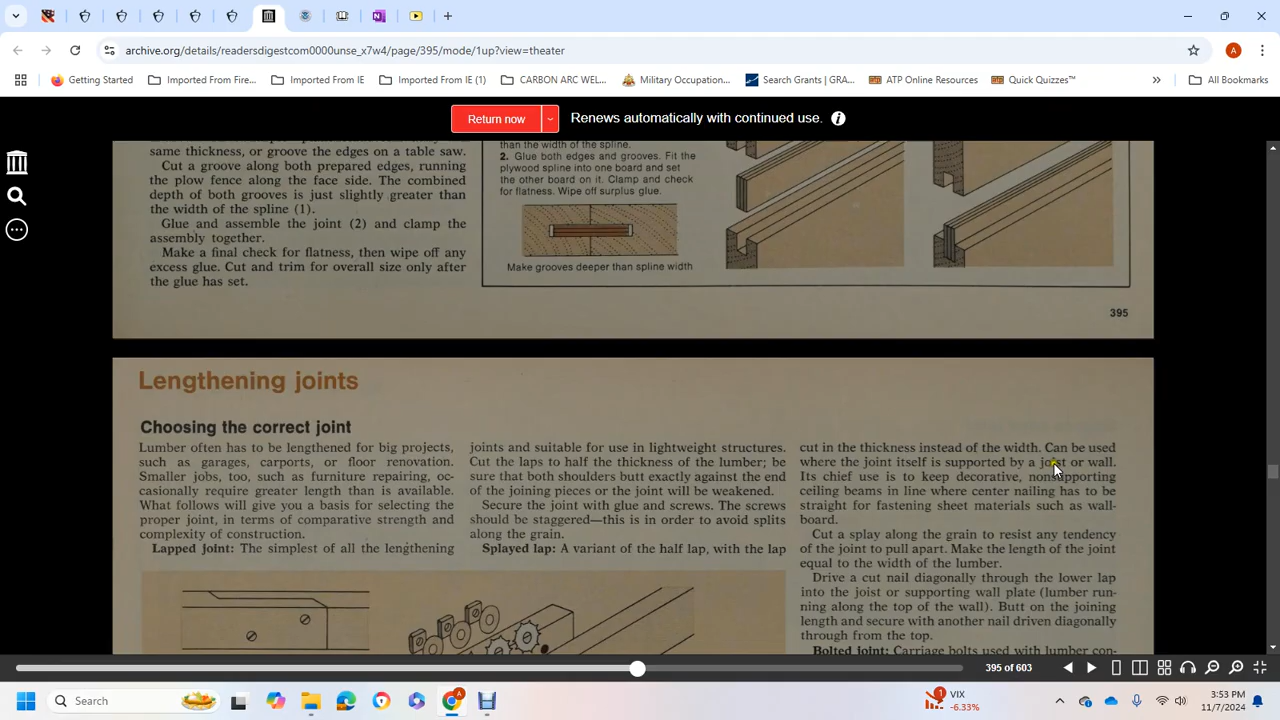 archive.org/details/readersdigestcom0000unse_x7w4/page/395/mode/1up?view=theater
A
Getting Started
Imported From Fire...
Imported From IE
Imported From IE (1)
CARBON ARC WEL...
Military Occupation...
Search Grants | GRA...
ATP Online Resources
Quick Quizzes™
»
All Bookmarks
Return now
Renews automatically with continued use.
same thickness, or groove the edges on a table saw.
Cut a groove along both prepared edges, running
the plow fence along the face side. The combined
depth of both grooves is just slightly greater than
the width of the spline (1).
Glue and assemble the joint (2) and clamp the
assembly together.
Make a final check for flatness, then wipe off any
excess glue. Cut and trim for overall size only after
the glue has set.
than the width of the spline.
2. Glue both edges and grooves. Fit the
plywood spline into one board and set
the other board on it. Clamp and check
for flatness. Wipe off surplus glue.
Make grooves deeper than spline width
395
Lengthening joints
Choosing the correct joint
Lumber often has to be lengthened for big projects,
such as garages, carports, or floor renovation.
Smaller jobs, too, such as furniture repairing, oc-
casionally require greater length than is available.
What follows will give you a basis for selecting the
proper joint, in terms of comparative strength and
complexity of construction.
Lapped joint: The simplest of all the lengthening
joints and suitable for use in lightweight structures.
Cut the laps to half the thickness of the lumber; be
sure that both shoulders butt exactly against the end
of the joining pieces or the joint will be weakened.
Secure the joint with glue and screws. The screws
should be staggered—this is in order to avoid splits
along the grain.
Splayed lap: A variant of the half lap, with the lap
cut in the thickness instead of the width. Can be used
where the joint itself is supported by a joist or wall.
Its chief use is to keep decorative, nonsupporting
ceiling beams in line where center nailing has to be
straight for fastening sheet materials such as wall-
board.
Cut a splay along the grain to resist any tendency
of the joint to pull apart. Make the length of the joint
equal to the width of the lumber.
Drive a cut nail diagonally through the lower lap
into the joist or supporting wall plate (lumber run-
ning along the top of the wall). Butt on the joining
length and secure with another nail driven diagonally
through from the top.
Bolted joint: Carriage bolts used with lumber con-
395 of 603
Search
VIX
-6.33%
3:53 PM
11/7/2024